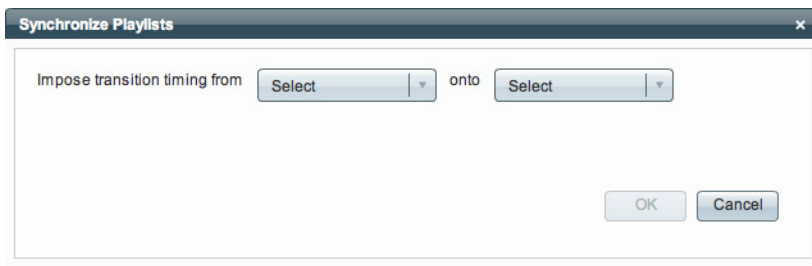 Synchronize Playlists ×
Impose transition timing from Select onto Select
OK Cancel